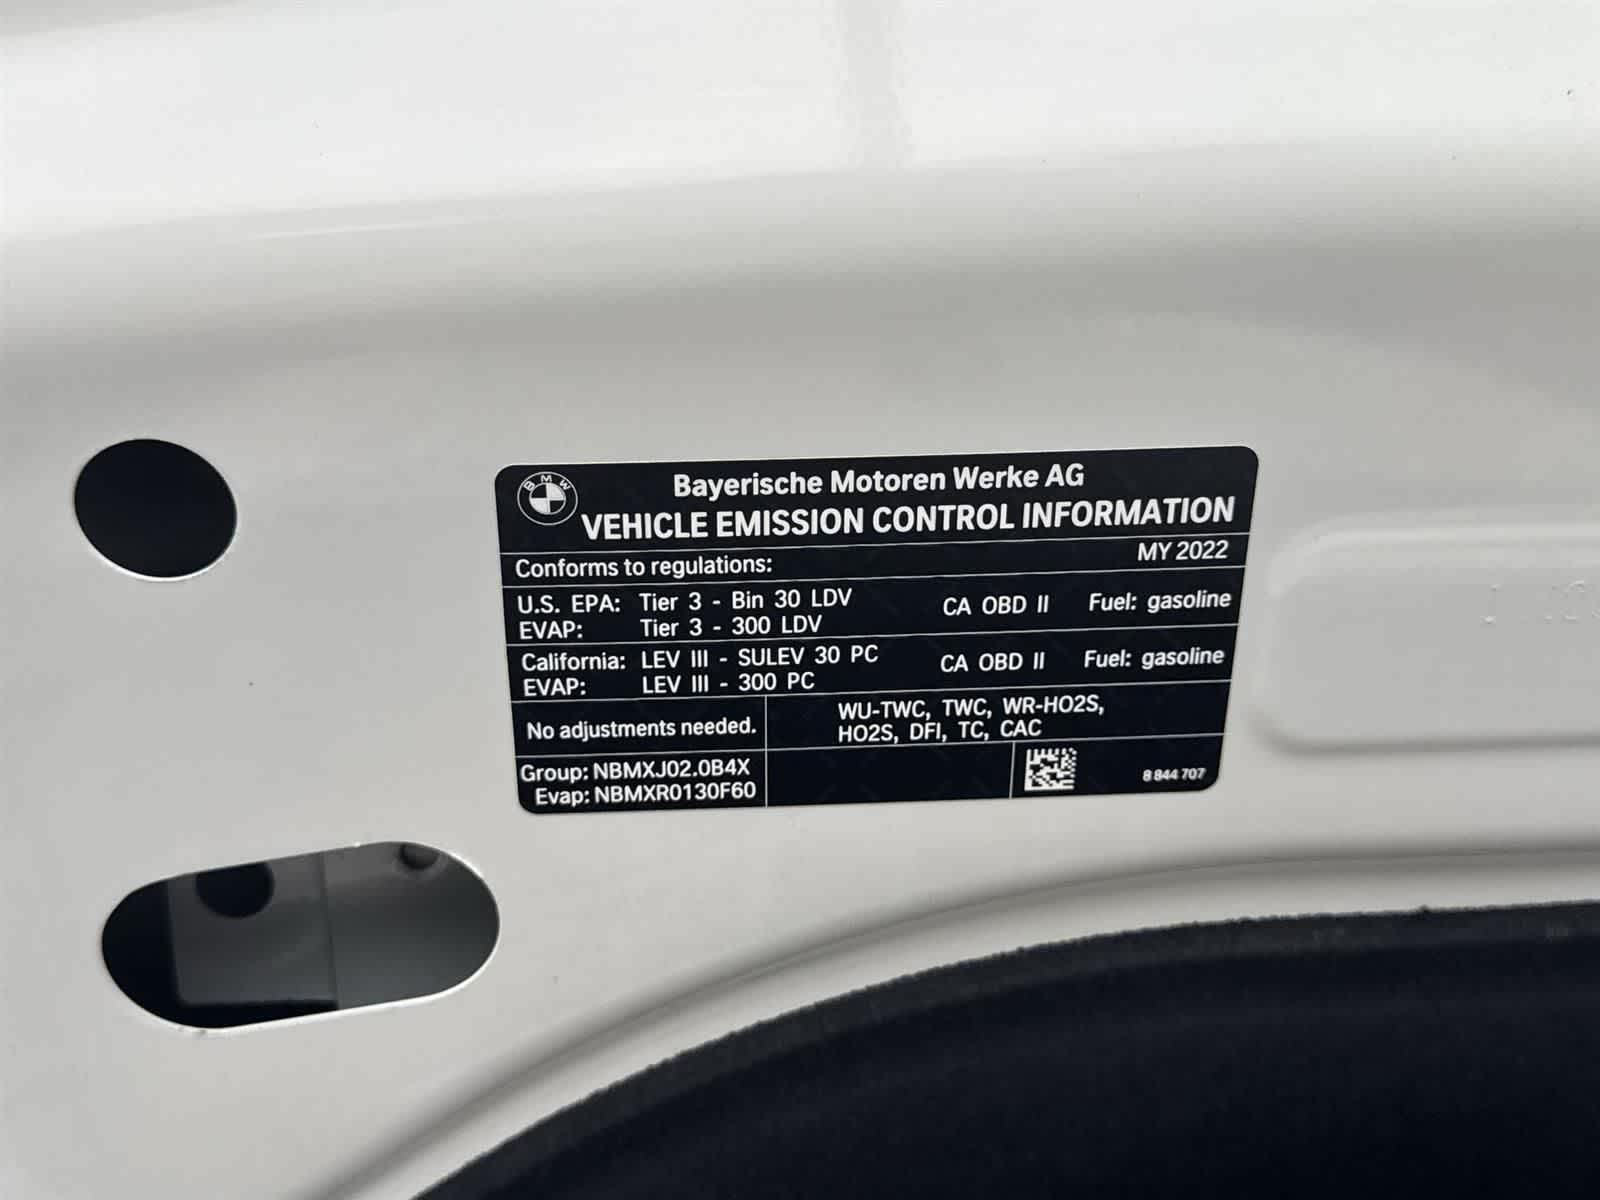 BMW
Bayerische Motoren Werke AG
VEHICLE EMISSION CONTROL INFORMATION
Conforms to regulations: MY 2022
U.S. EPA: Tier 3 - Bin 30 LDV CA OBD II Fuel: gasoline
EVAP: Tier 3 - 300 LDV
California: LEV III - SULEV 30 PC CA OBD II Fuel: gasoline
EVAP: LEV III - 300 PC
No adjustments needed.
WU-TWC, TWC, WR-HO2S,
HO2S, DFI, TC, CAC
Group: NBMXJ02.0B4X
Evap: NBMXR0130F60
8 844 707